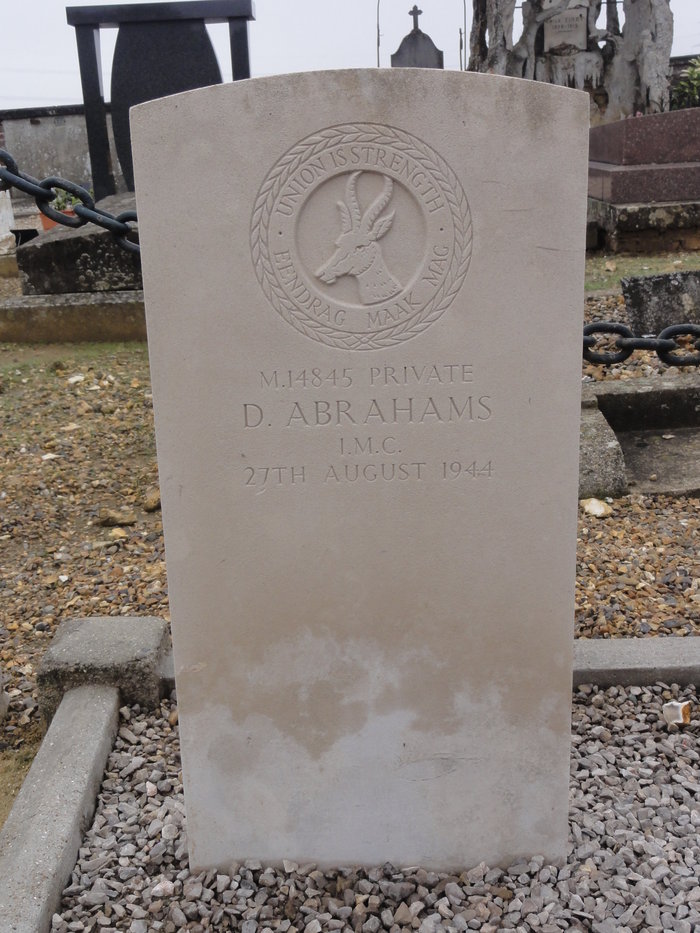 UNION IS STRENGTH
EENDRAG MAAK MAG
M.14845 PRIVATE
D. ABRAHAMS
I.M.C.
27TH AUGUST 1944